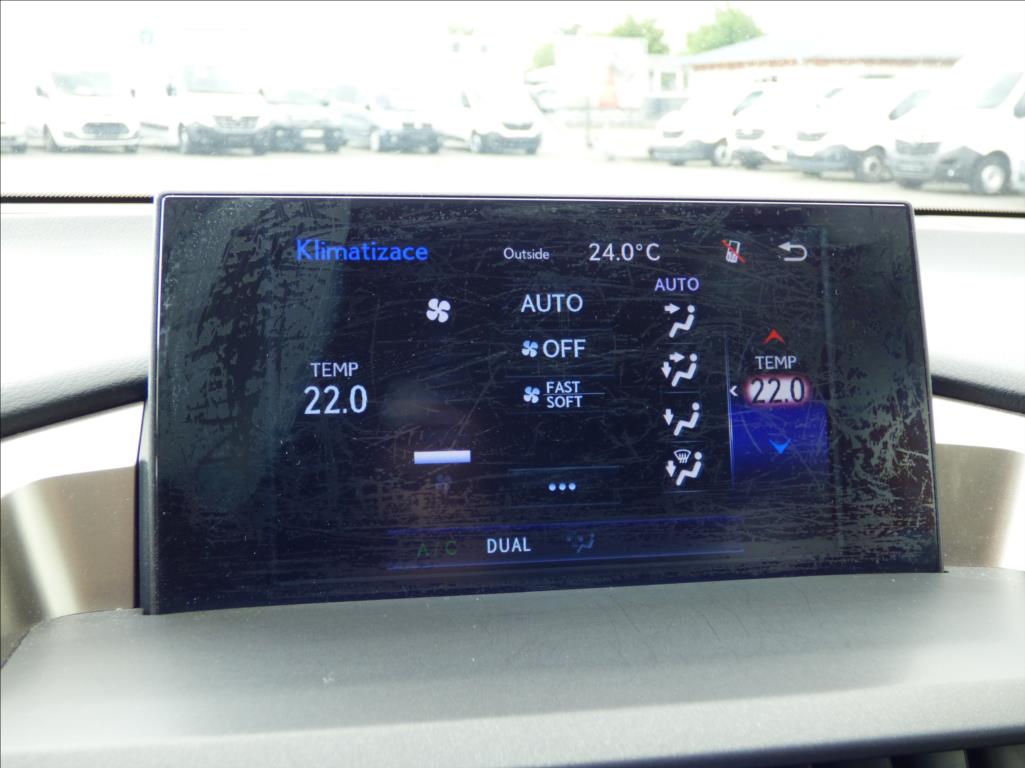 Klimatizace
Outside 24.0°C
AUTO
AUTO
OFF
FAST
SOFT
TEMP
22.0
TEMP
22.0
A/C DUAL